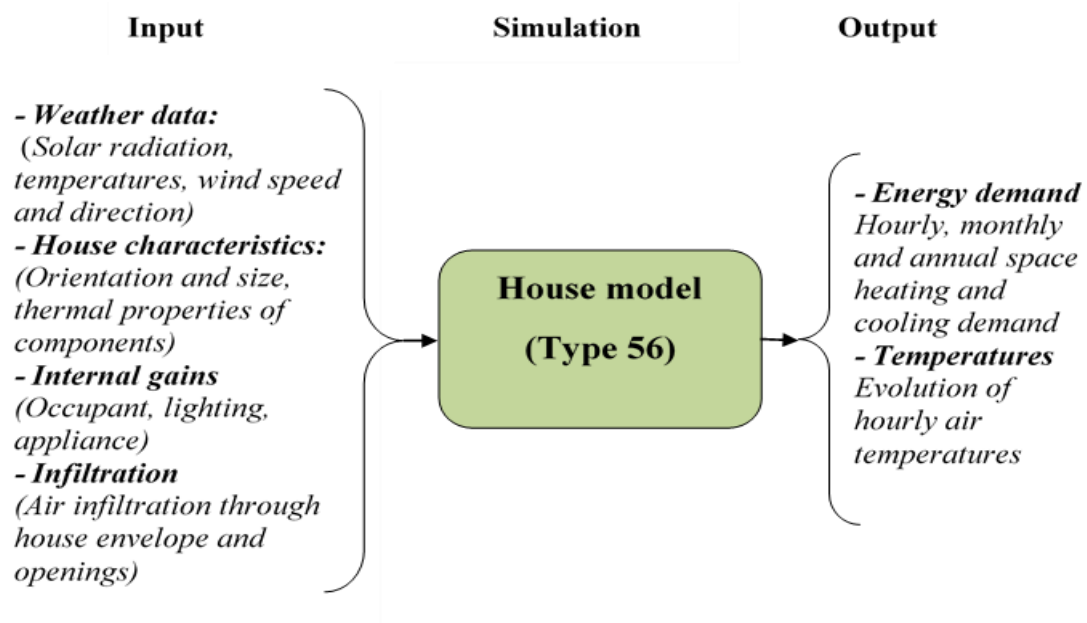 Input
Simulation
Output
- Weather data:
(Solar radiation,
temperatures, wind speed
and direction)
- House characteristics:
(Orientation and size,
thermal properties of
components)
- Internal gains
(Occupant, lighting,
appliance)
- Infiltration
(Air infiltration through
house envelope and
openings)
House model
(Type 56)
- Energy demand
Hourly, monthly
and annual space
heating and
cooling demand
- Temperatures
Evolution of
hourly air
temperatures